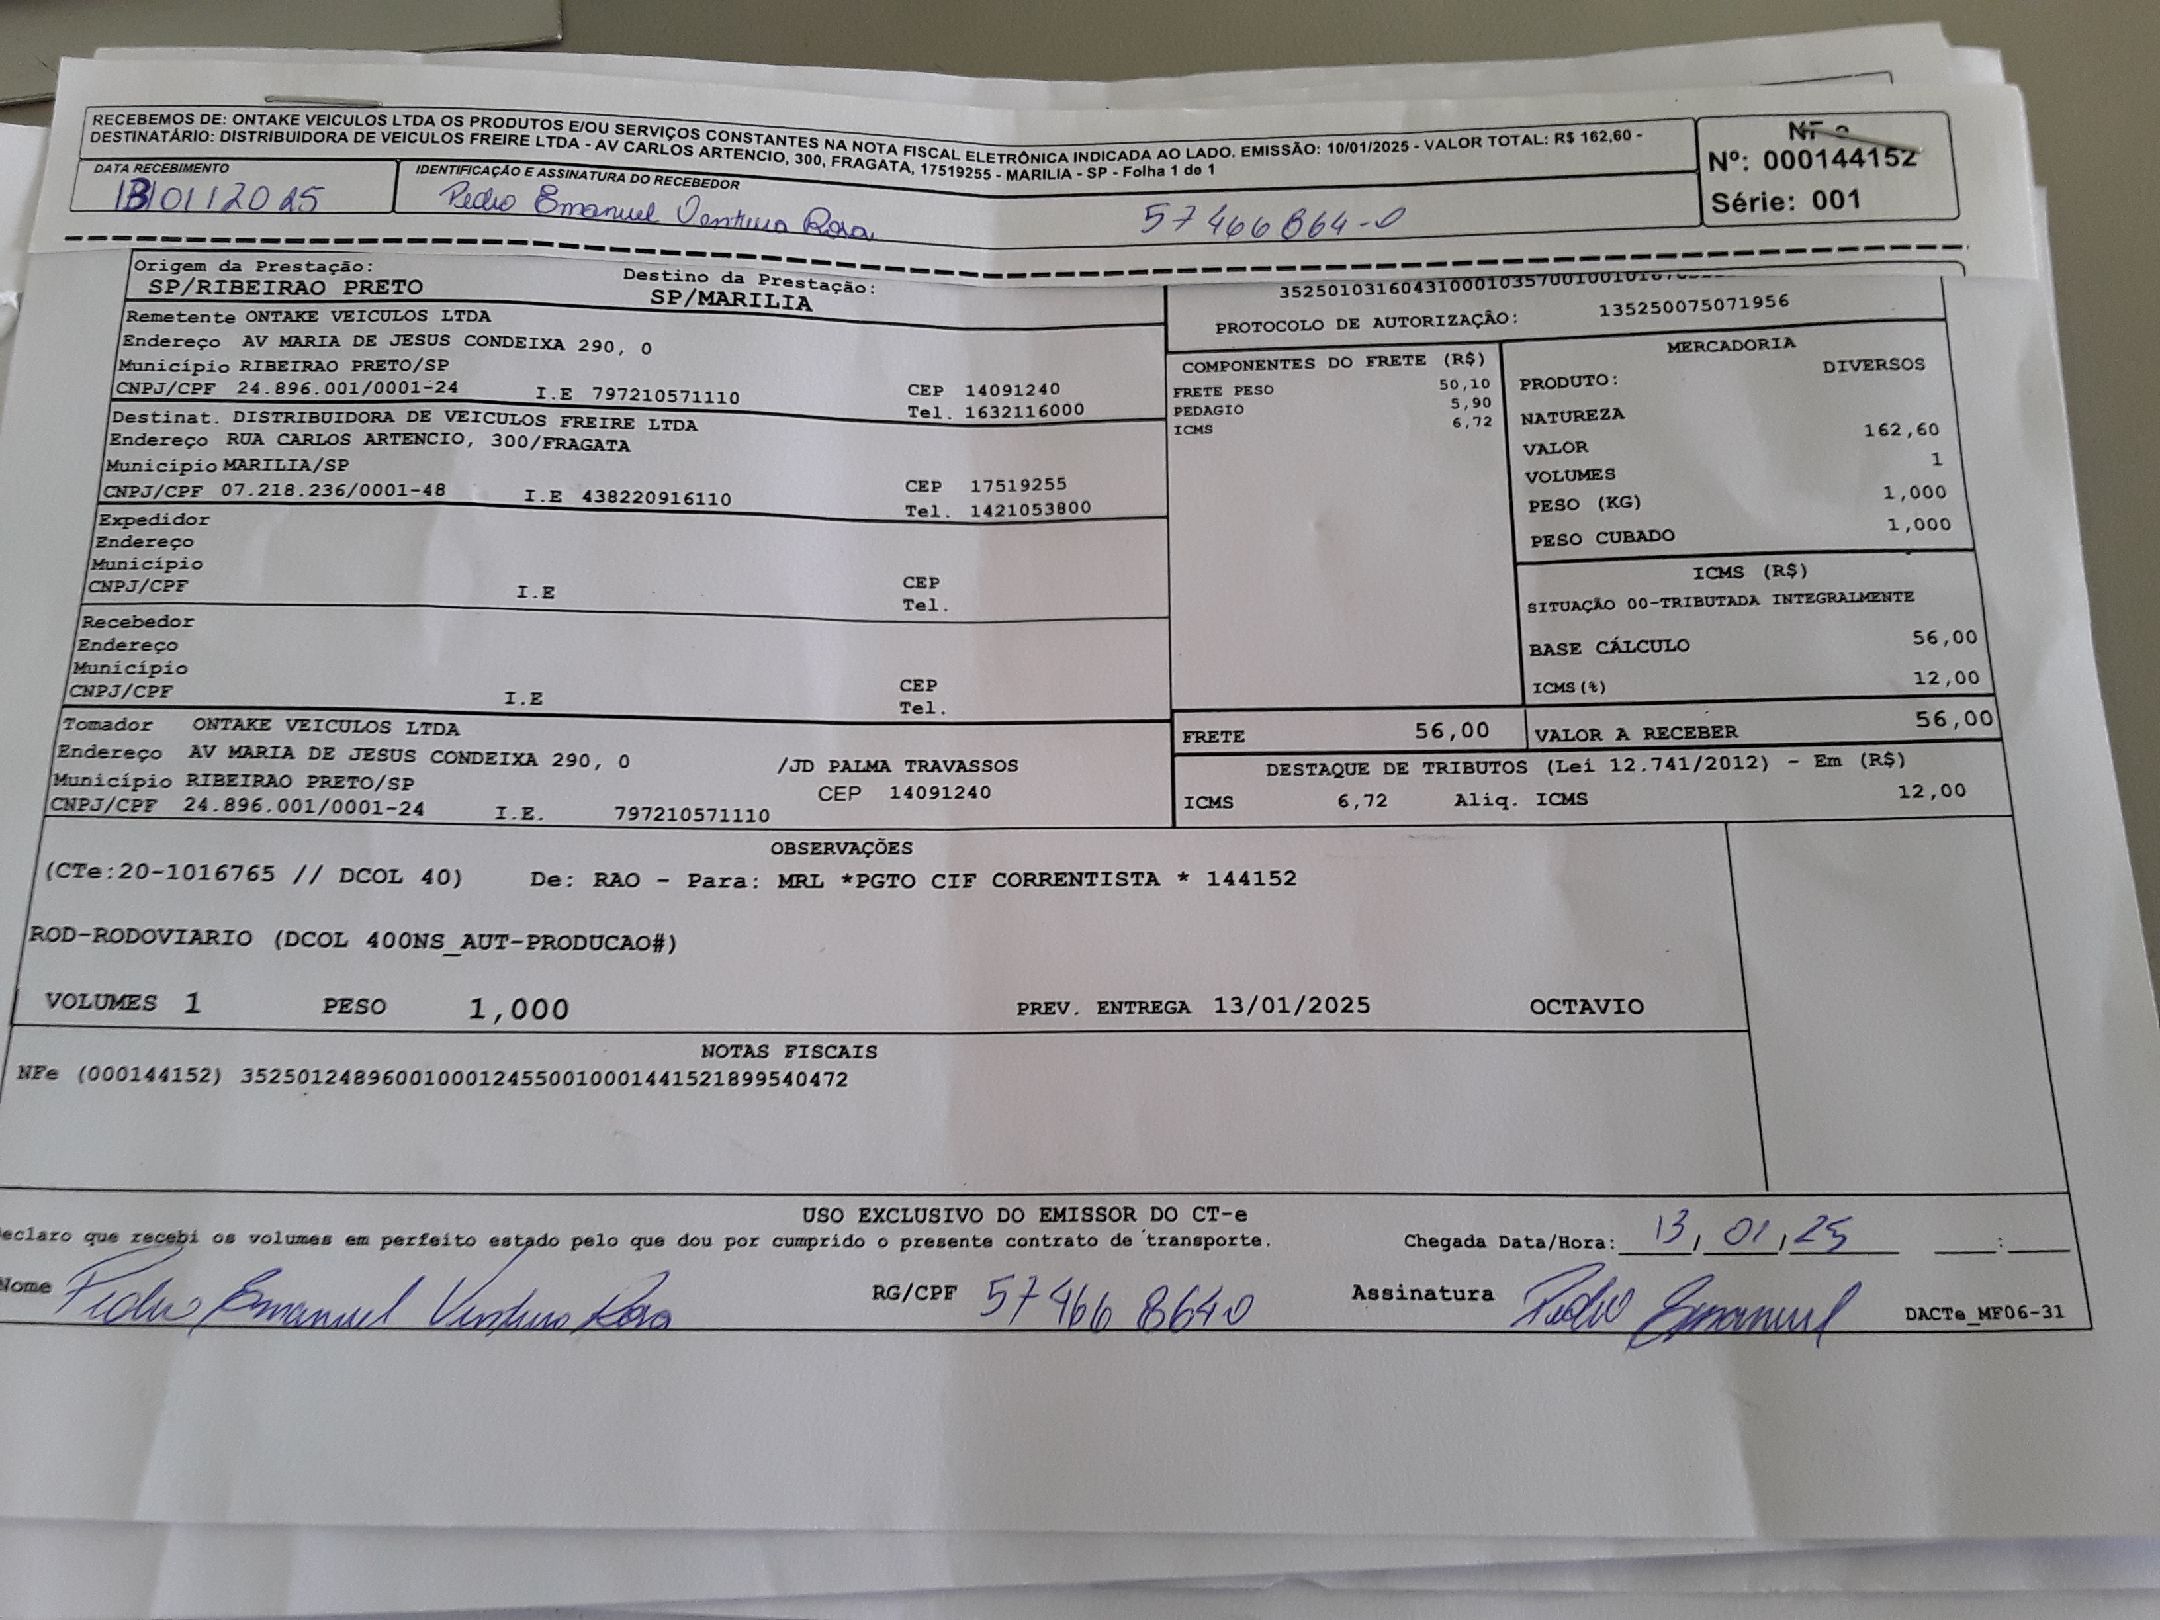 RECEBEMOS DE: ONTAKE VEICULOS LTDA OS PRODUTOS E/OU SERVIÇOS CONSTANTES NA NOTA FISCAL ELETRÔNICA INDICADA AO LADO. EMISSÃO: 10/01/2025 - VALOR TOTAL: R$ 162,60 -
DESTINATÁRIO: DISTRIBUIDORA DE VEICULOS FREIRE LTDA - AV CARLOS ARTENCIO, 300, FRAGATA, 17519255 - MARILIA - SP - Folha 1 de 1
NF-e
Nº: 000144152
Série: 001
DATA RECEBIMENTO
13/01/2025
IDENTIFICAÇÃO E ASSINATURA DO RECEBEDOR
Pedro Emanuel Ventura Rosa 57466864-0
Origem da Prestação: Destino da Prestação:
SP/RIBEIRAO PRETO SP/MARILIA
Remetente ONTAKE VEICULOS LTDA
Endereço AV MARIA DE JESUS CONDEIXA 290, 0
Município RIBEIRAO PRETO/SP
CNPJ/CPF 24.896.001/0001-24 I.E 797210571110 CEP 14091240
Tel. 1632116000
Destinat. DISTRIBUIDORA DE VEICULOS FREIRE LTDA
Endereço RUA CARLOS ARTENCIO, 300/FRAGATA
Município MARILIA/SP
CNPJ/CPF 07.218.236/0001-48 I.E 438220916110 CEP 17519255
Tel. 1421053800
Expedidor
Endereço
Município
CNPJ/CPF I.E CEP
Tel.
Recebedor
Endereço
Município
CNPJ/CPF I.E CEP
Tel.
Tomador ONTAKE VEICULOS LTDA
Endereço AV MARIA DE JESUS CONDEIXA 290, 0 /JD PALMA TRAVASSOS
Município RIBEIRAO PRETO/SP CEP 14091240
CNPJ/CPF 24.896.001/0001-24 I.E. 797210571110
PROTOCOLO DE AUTORIZAÇÃO: 135250075071956
COMPONENTES DO FRETE (R$)
FRETE PESO 50,10
PEDAGIO 5,90
ICMS 6,72
MERCADORIA
PRODUTO: DIVERSOS
NATUREZA
VALOR 162,60
VOLUMES 1
PESO (KG) 1,000
PESO CUBADO 1,000
ICMS (R$)
SITUAÇÃO 00-TRIBUTADA INTEGRALMENTE
BASE CÁLCULO 56,00
ICMS(%) 12,00
FRETE 56,00 VALOR A RECEBER 56,00
DESTAQUE DE TRIBUTOS (Lei 12.741/2012) - Em (R$)
ICMS 6,72 Aliq. ICMS 12,00
OBSERVAÇÕES
(CTe:20-1016765 // DCOL 40) De: RAO - Para: MRL *PGTO CIF CORRENTISTA * 144152
ROD-RODOVIARIO (DCOL 400NS_AUT-PRODUCAO#)
VOLUMES 1 PESO 1,000 PREV. ENTREGA 13/01/2025 OCTAVIO
NOTAS FISCAIS
NFe (000144152) 35250124896001000124550010001441521899540472
USO EXCLUSIVO DO EMISSOR DO CT-e
eclaro que recebi os volumes em perfeito estado pelo que dou por cumprido o presente contrato de transporte. Chegada Data/Hora: 13, 01, 25 :
Nome Pedro Emanuel Ventura Rosa RG/CPF 57 466 864-0 Assinatura Pedro Emanuel DACTe_MF06-31